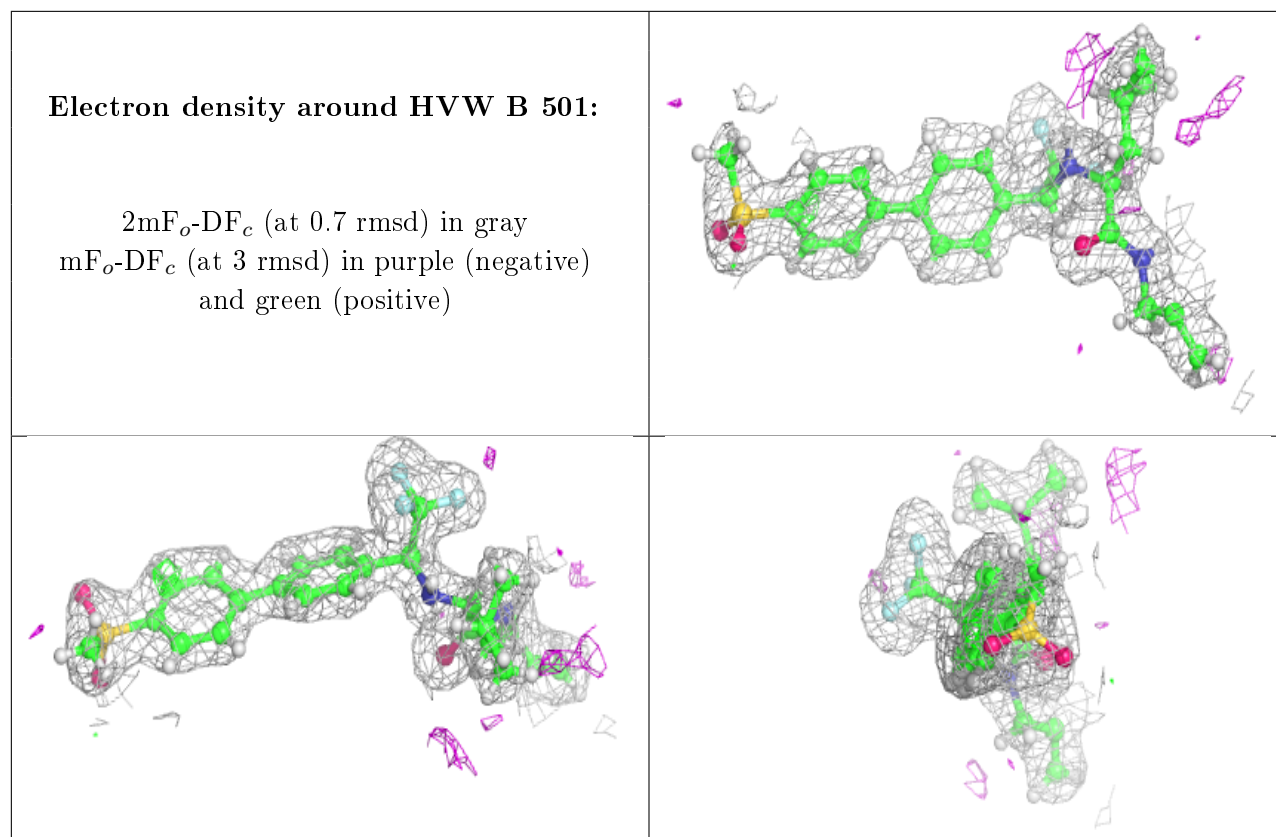 Electron density around HVW B 501:
2mFₒ-DF𝒸 (at 0.7 rmsd) in gray
mFₒ-DF𝒸 (at 3 rmsd) in purple (negative)
and green (positive)